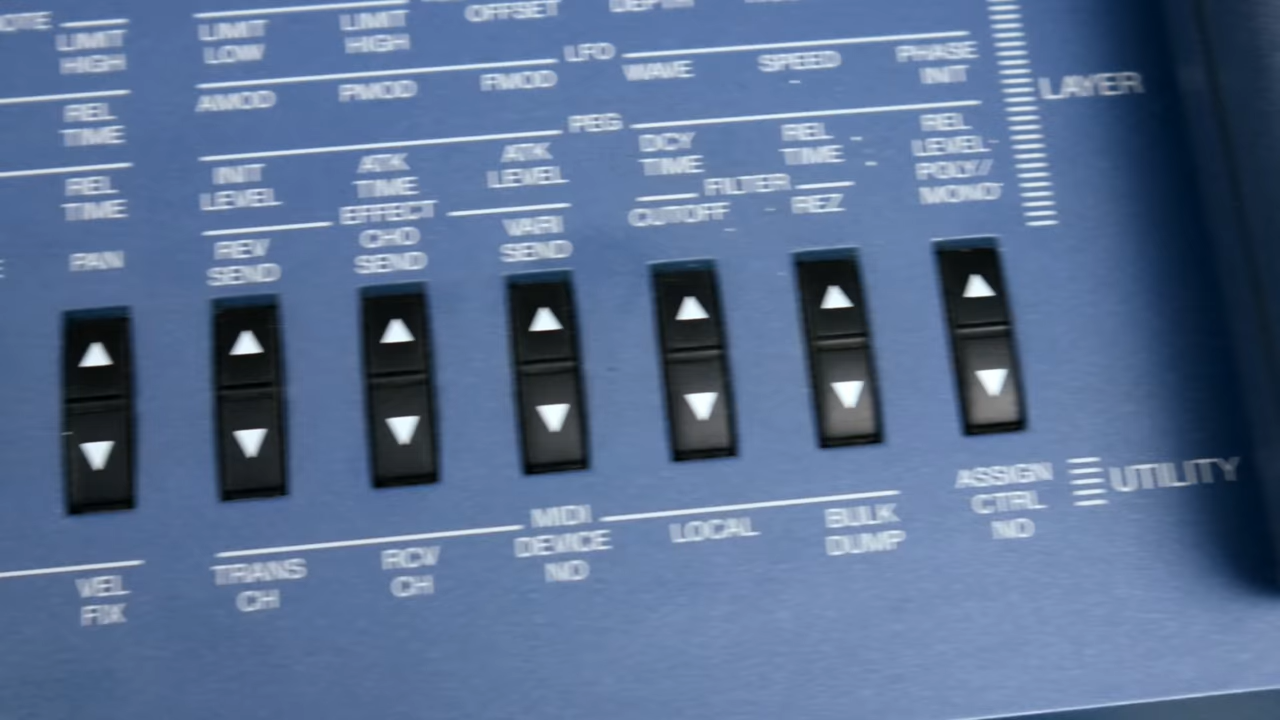 LIMIT HIGH
LIMIT LOW
LIMIT HIGH
OFFSET
DEPTH
LFO
REL TIME
AMOD
PMOD
FMOD
WAVE
SPEED
PHASE INIT
LAYER
PEG
REL TIME
INIT LEVEL
ATK TIME
ATK LEVEL
DCY TIME
REL TIME
REL LEVEL
EFFECT
FILTER
PAN
REV SEND
CHO SEND
VARI SEND
CUTOFF
REZ
POLY/ MONO
VEL FIX
TRANS CH
RCV CH
MIDI
DEVICE NO
LOCAL
BULK DUMP
ASSIGN CTRL NO
UTILITY